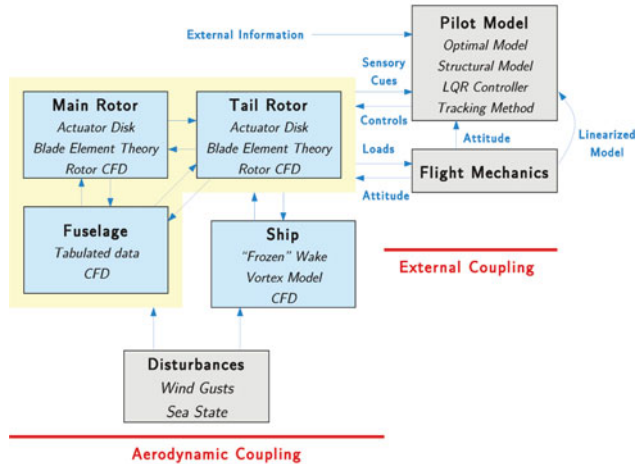 Pilot Model
Optimal Model
Structural Model
LQR Controller
Tracking Method
External Information
Sensory
Cues
Controls
Main Rotor
Actuator Disk
Blade Element Theory
Rotor CFD
Tail Rotor
Actuator Disk
Blade Element Theory
Rotor CFD
Attitude
Linearized
Model
Loads
Flight Mechanics
Attitude
Fuselage
Tabulated data
CFD
Ship
“Frozen” Wake
Vortex Model
CFD
External Coupling
Disturbances
Wind Gusts
Sea State
Aerodynamic Coupling